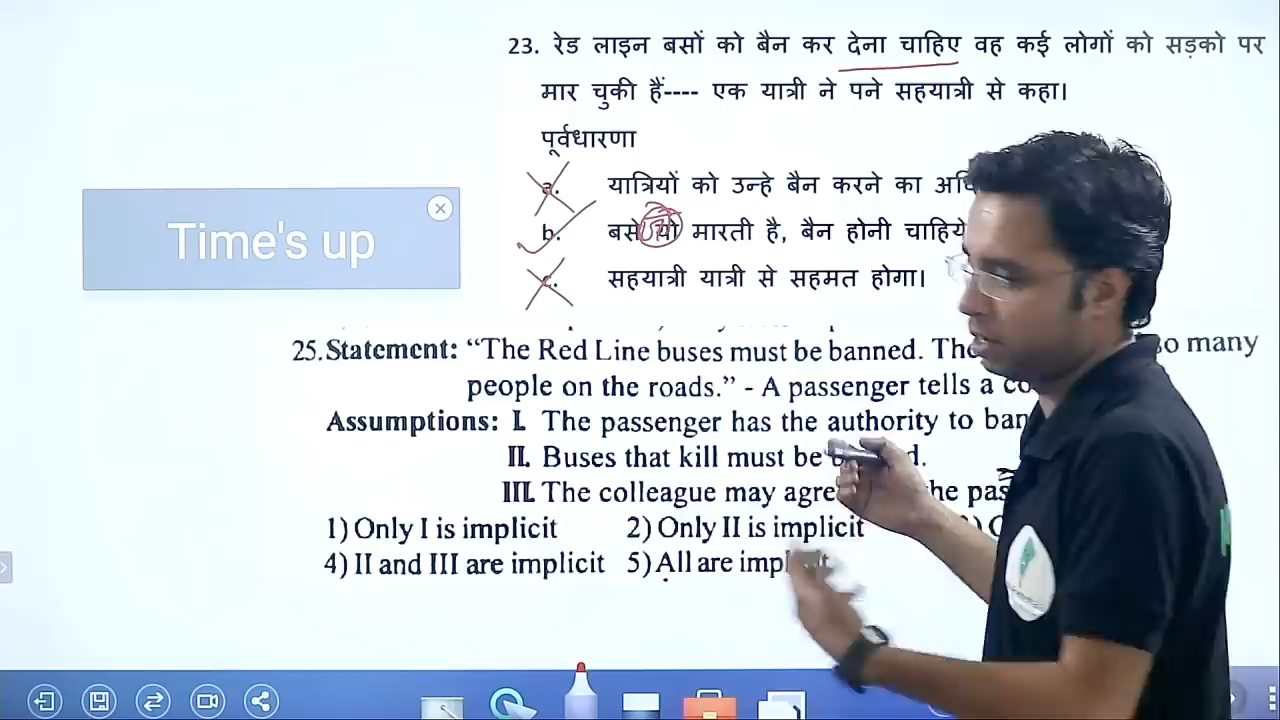 23. रेड लाइन बसों को बैन कर देना चाहिए वह कई लोगों को सड़को पर
मार चुकी हैं---- एक यात्री ने पने सहयात्री से कहा।
पूर्वधारणा
a. यात्रियों को उन्हे बैन करने का
Time's up
b. बसे जो मारती है, बैन होनी चाहिये
c. सहयात्री यात्री से सहमत होगा।
25. Statement: “The Red Line buses must be banned. so many
people on the roads.” - A passenger tells a
Assumptions: I. The passenger has the authority to ban
II. Buses that kill must be
III. The colleague may agree the
1) Only I is implicit 2) Only II is implicit
4) II and III are implicit 5) All are implicit